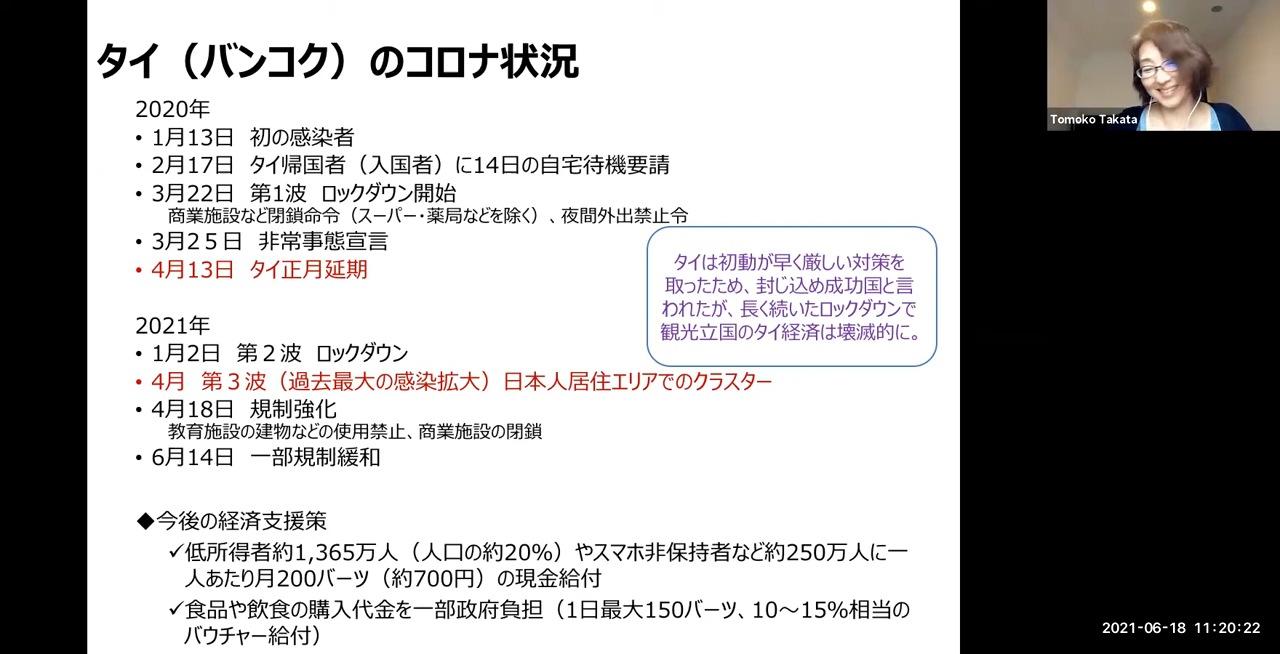 タイ（バンコク）のコロナ状況
2020年
• 1月13日　初の感染者
• 2月17日　タイ帰国者（入国者）に14日の自宅待機要請
• 3月22日　第1波　ロックダウン開始
商業施設など閉鎖命令（スーパー・薬局などを除く）、夜間外出禁止令
• 3月2５日　非常事態宣言
• 4月13日　タイ正月延期
タイは初動が早く厳しい対策を
取ったため、封じ込め成功国と言
われたが、長く続いたロックダウンで
観光立国のタイ経済は壊滅的に。
2021年
• 1月2日　第２波　ロックダウン
• 4月　第３波（過去最大の感染拡大）日本人居住エリアでのクラスター
• 4月18日　規制強化
教育施設の建物などの使用禁止、商業施設の閉鎖
• 6月14日　一部規制緩和
◆今後の経済支援策
✓低所得者約1,365万人（人口の約20%）やスマホ非保持者など約250万人に一
人あたり月200バーツ（約700円）の現金給付
✓食品や飲食の購入代金を一部政府負担（1日最大150バーツ、10～15%相当の
バウチャー給付）
Tomoko Takata
2021-06-18 11:20:22